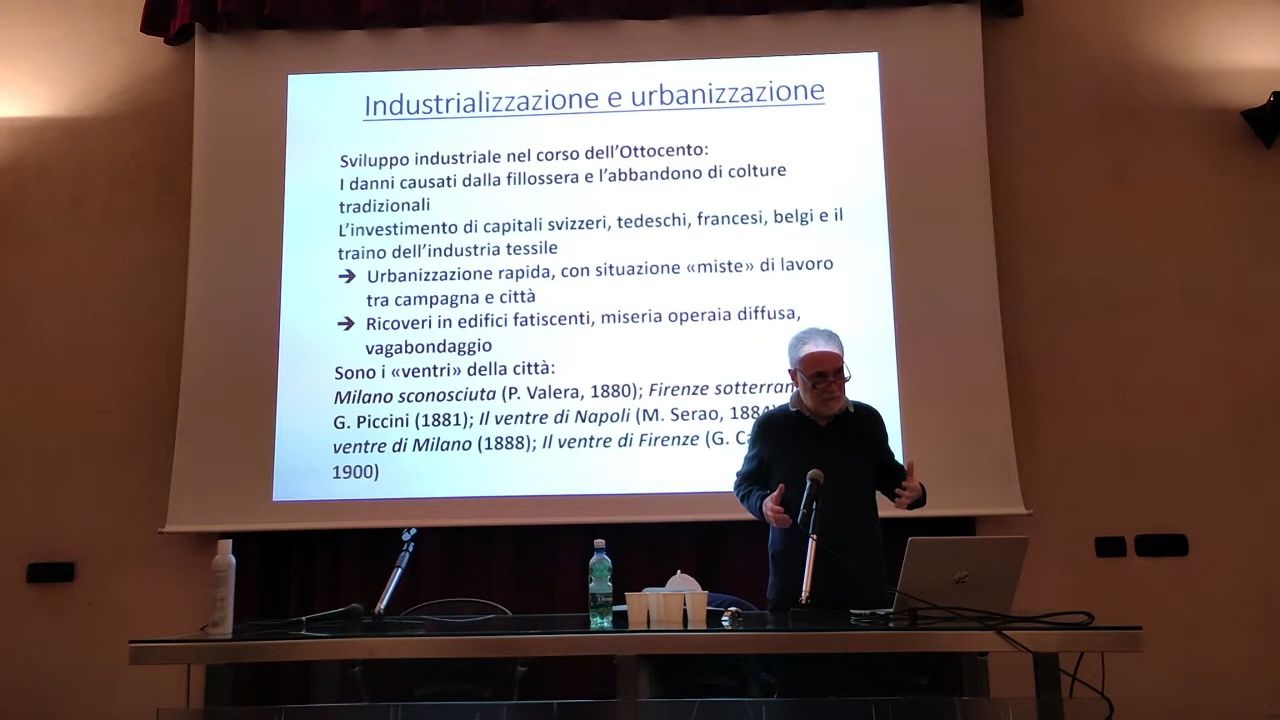 Industrializzazione e urbanizzazione
Sviluppo industriale nel corso dell'Ottocento:
I danni causati dalla fillossera e l'abbandono di colture
tradizionali
L'investimento di capitali svizzeri, tedeschi, francesi, belgi e il
traino dell'industria tessile
➔ Urbanizzazione rapida, con situazione «miste» di lavoro
tra campagna e città
➔ Ricoveri in edifici fatiscenti, miseria operaia diffusa,
vagabondaggio
Sono i «ventri» della città:
Milano sconosciuta (P. Valera, 1880); Firenze
G. Piccini (1881); Il ventre di Napoli (M. Serao, 1884)
ventre di Milano (1888); Il ventre di Firenze (G.
1900)
hp